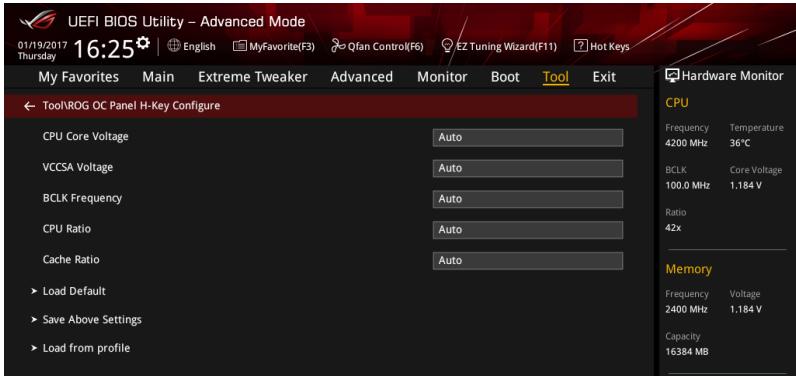 UEFI BIOS Utility – Advanced Mode
01/19/2017 Thursday 16:25 English MyFavorite(F3) Qfan Control(F6) EZ Tuning Wizard(F11) ? Hot Keys
My Favorites Main Extreme Tweaker Advanced Monitor Boot Tool Exit
← Tool\ROG OC Panel H-Key Configure
CPU Core Voltage Auto
VCCSA Voltage Auto
BCLK Frequency Auto
CPU Ratio Auto
Cache Ratio Auto
➤ Load Default
➤ Save Above Settings
➤ Load from profile
Hardware Monitor
CPU
Frequency Temperature
4200 MHz 36°C
BCLK Core Voltage
100.0 MHz 1.184 V
Ratio
42x
Memory
Frequency Voltage
2400 MHz 1.184 V
Capacity
16384 MB